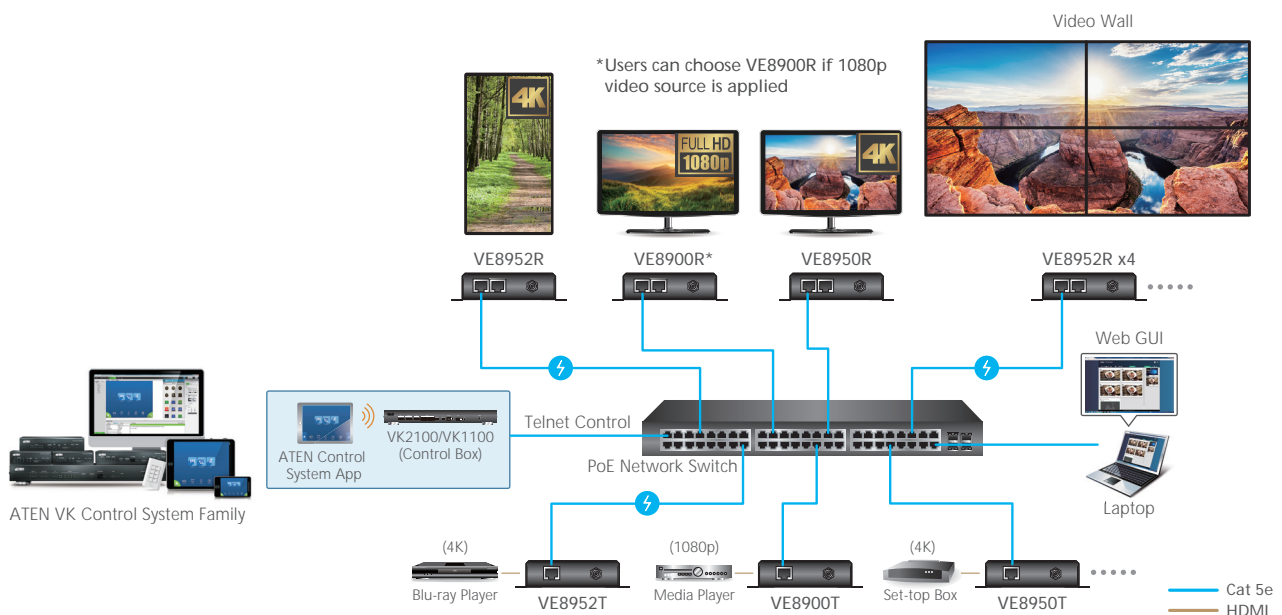 Video Wall
*Users can choose VE8900R if 1080p
video source is applied
4K
FULL HD
1080p
4K
VE8952R
VE8900R*
VE8950R
VE8952R x4
Web GUI
Telnet Control
ATEN Control
System App
VK2100/VK1100
(Control Box)
PoE Network Switch
Laptop
ATEN VK Control System Family
(4K)
Blu-ray Player
VE8952T
(1080p)
Media Player
VE8900T
(4K)
Set-top Box
VE8950T
Cat 5e
HDMI